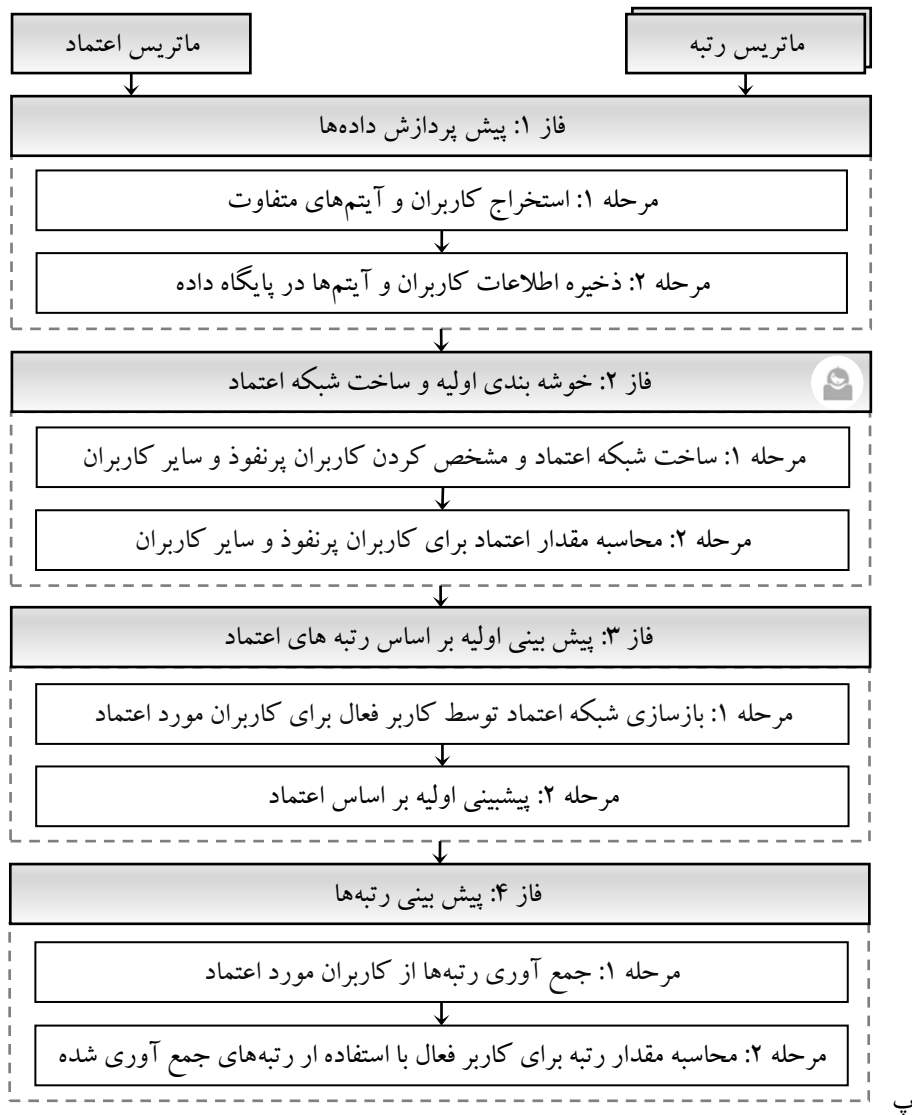 ماتریس رتبه
ماتریس اعتماد
فاز ۱: پیش پردازش داده‌ها
مرحله ۱: استخراج کاربران و آیتم‌های متفاوت
مرحله ۲: ذخیره اطلاعات کاربران و آیتم‌ها در پایگاه داده
فاز ۲: خوشه بندی اولیه و ساخت شبکه اعتماد
مرحله ۱: ساخت شبکه اعتماد و مشخص کردن کاربران پرنفوذ و سایر کاربران
مرحله ۲: محاسبه مقدار اعتماد برای کاربران پرنفوذ و سایر کاربران
فاز ۳: پیش بینی اولیه بر اساس رتبه های اعتماد
مرحله ۱: بازسازی شبکه اعتماد توسط کاربر فعال برای کاربران مورد اعتماد
مرحله ۲: پیشبینی اولیه بر اساس اعتماد
فاز ۴: پیش بینی رتبه‌ها
مرحله ۱: جمع آوری رتبه‌ها از کاربران مورد اعتماد
مرحله ۲: محاسبه مقدار رتبه برای کاربر فعال با استفاده ار رتبه‌های جمع آوری شده
پ